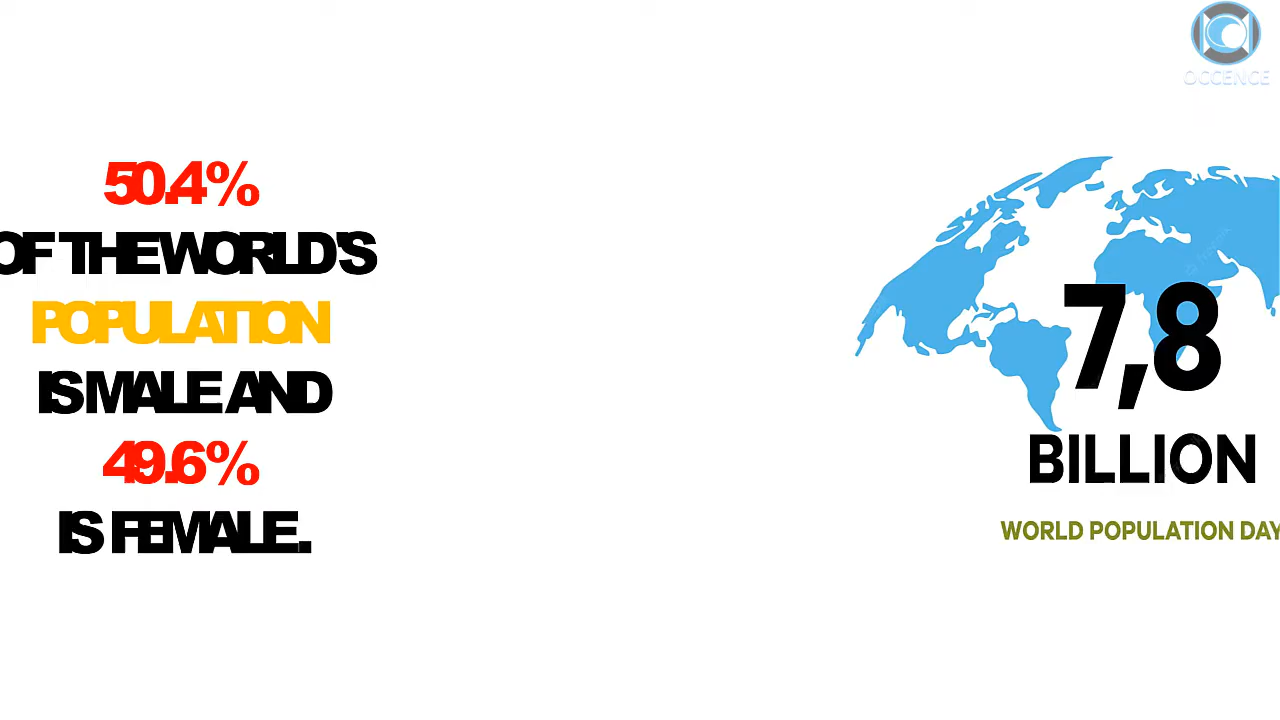 50.4%
OF THE WORLD'S
POPULATION
IS MALE AND
49.6%
IS FEMALE.
OCCENCE
7,8
BILLION
WORLD POPULATION DAY